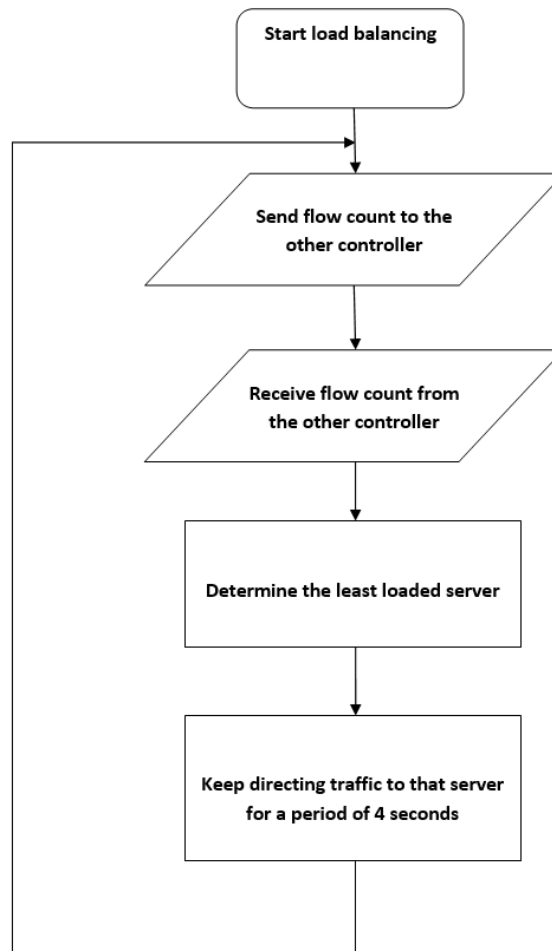 Start load balancing
Send flow count to the
other controller
Receive flow count from
the other controller
Determine the least loaded server
Keep directing traffic to that server
for a period of 4 seconds